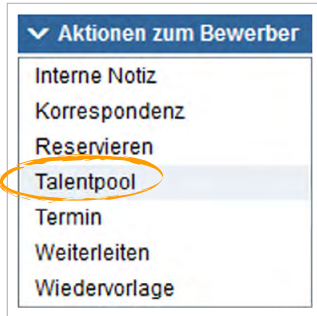 Aktionen zum Bewerber
Interne Notiz
Korrespondenz
Reservieren
Talentpool
Termin
Weiterleiten
Wiedervorlage